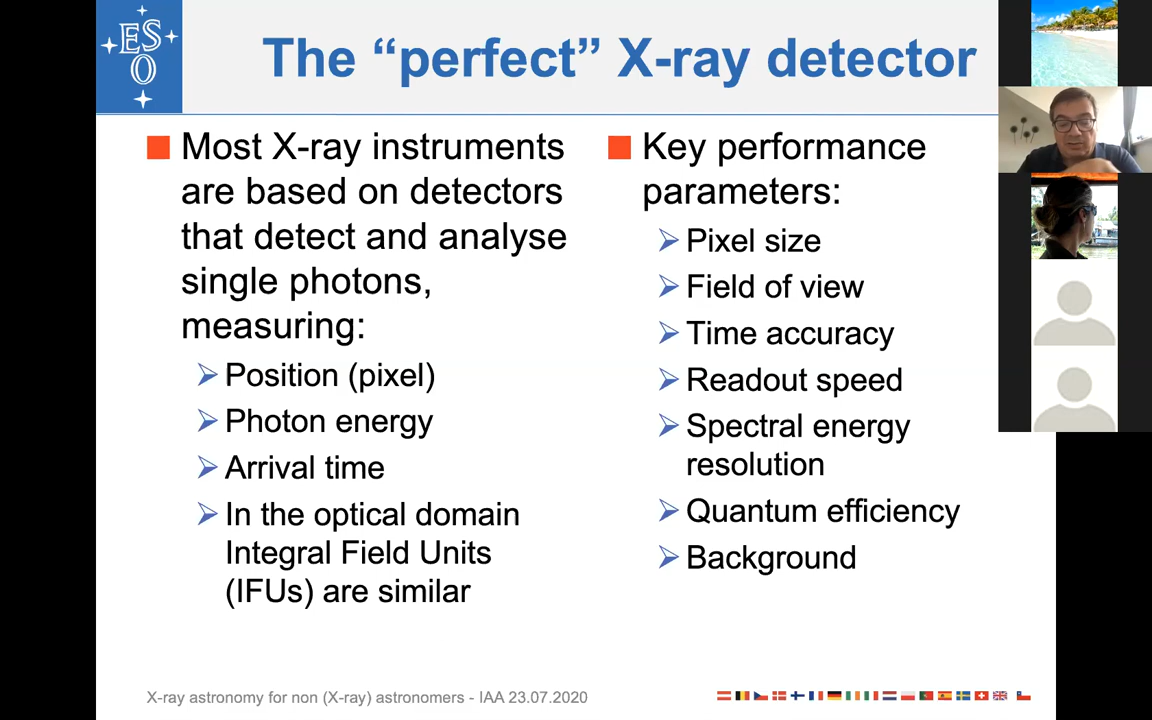 ESO
The “perfect” X-ray detector
Most X-ray instruments
are based on detectors
that detect and analyse
single photons,
measuring:
Position (pixel)
Photon energy
Arrival time
In the optical domain
Integral Field Units
(IFUs) are similar
Key performance
parameters:
Pixel size
Field of view
Time accuracy
Readout speed
Spectral energy
resolution
Quantum efficiency
Background
X-ray astronomy for non (X-ray) astronomers - IAA 23.07.2020